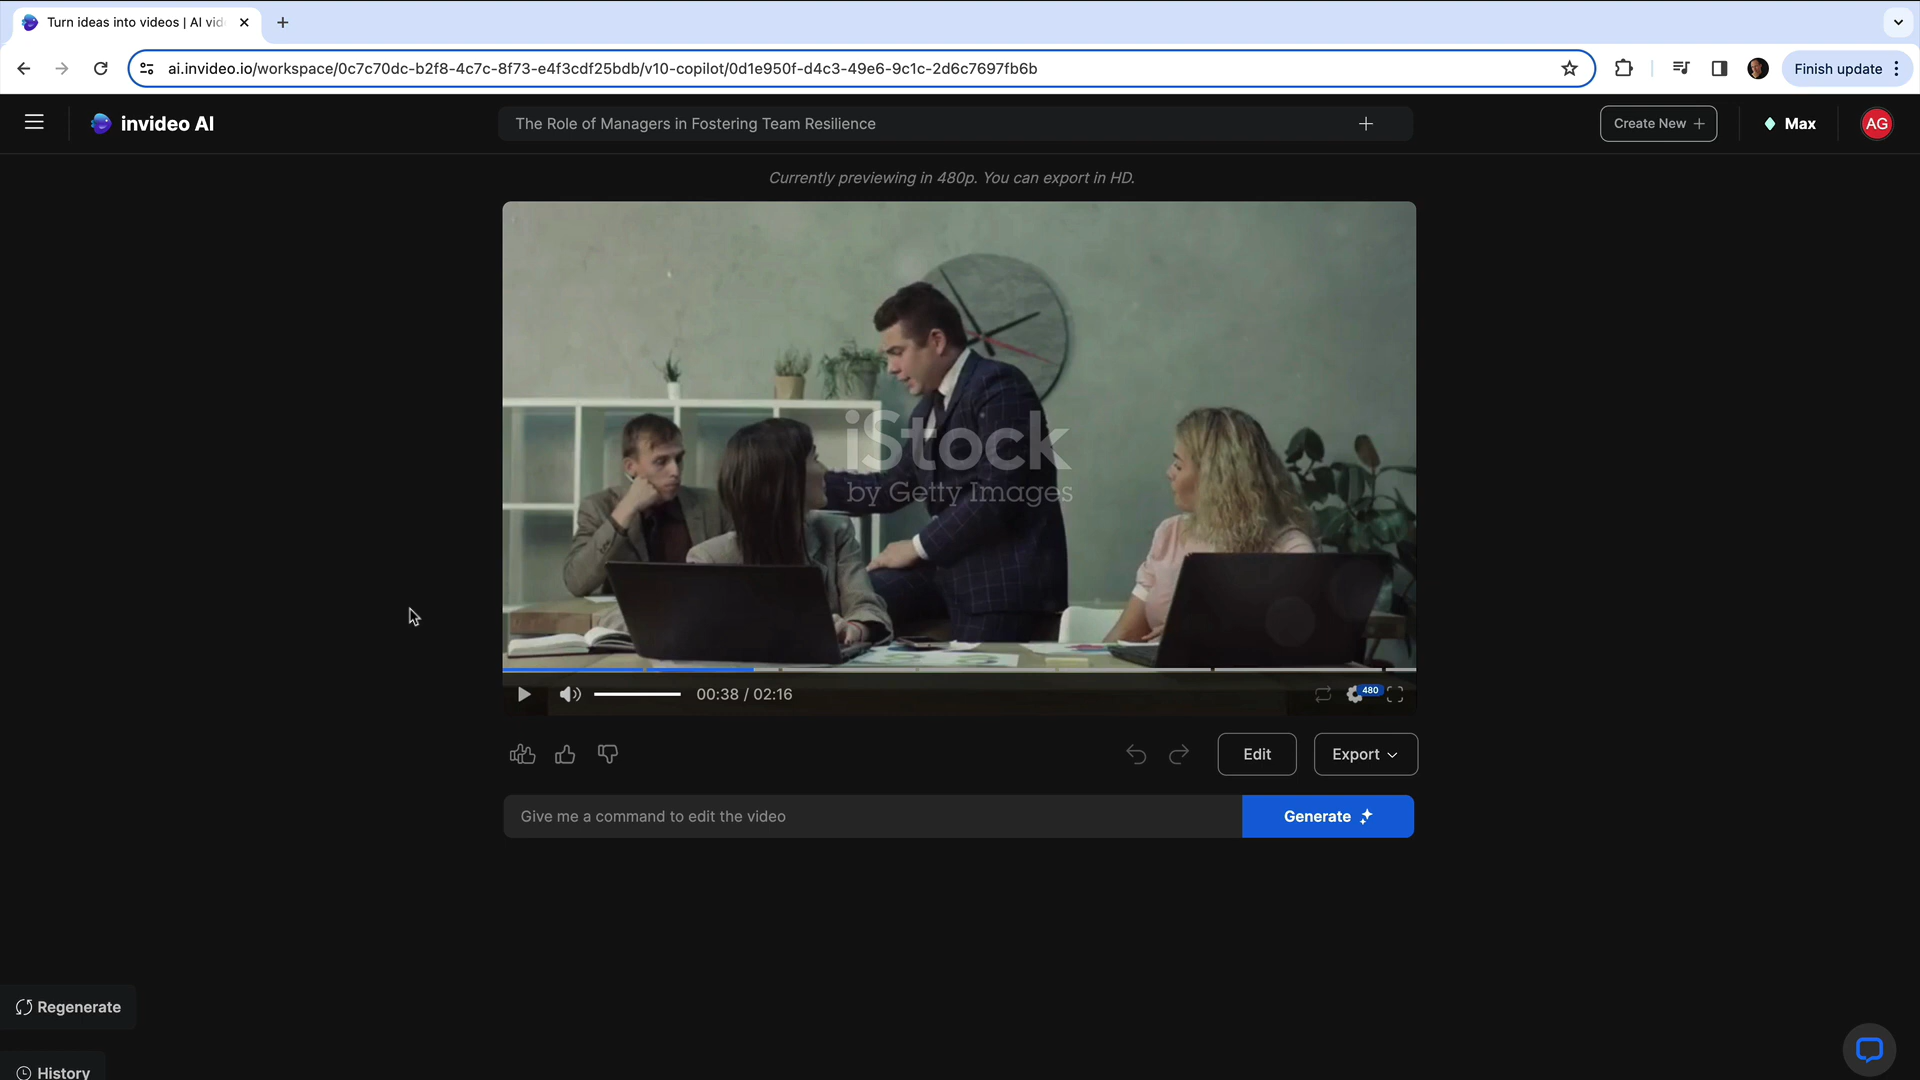 Turn ideas into videos | AI vid
ai.invideo.io/workspace/0c7c70dc-b2f8-4c7c-8f73-e4f3cdf25bdb/v10-copilot/0d1e950f-d4c3-49e6-9c1c-2d6c7697fb6b
Finish update
invideo AI
The Role of Managers in Fostering Team Resilience
Create New
Max
AG
Currently previewing in 480p. You can export in HD.
iStock
by Getty Images
00:38 / 02:16
480
Edit
Export
Give me a command to edit the video
Generate
Regenerate
History